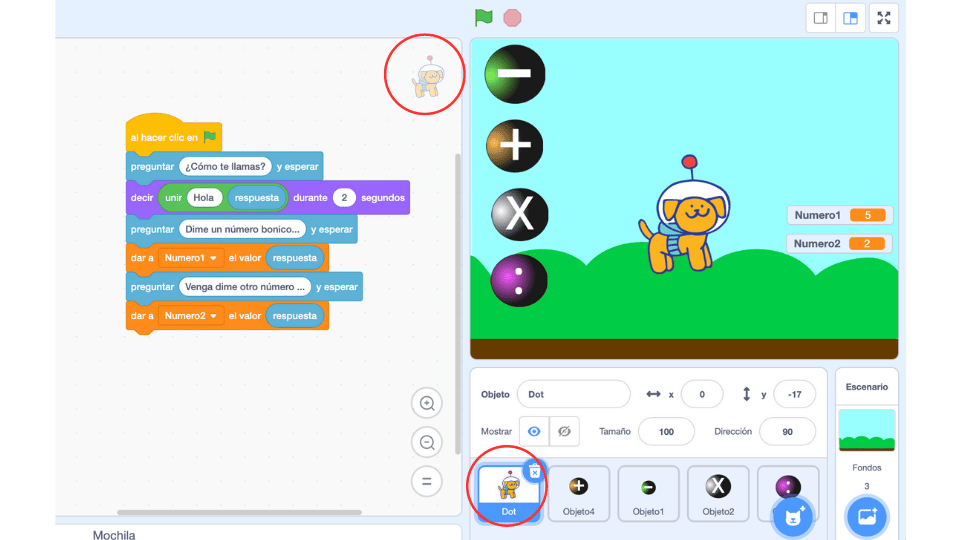 al hacer clic en
preguntar ¿Cómo te llamas? y esperar
decir unir Hola respuesta durante 2 segundos
preguntar Dime un número bonico... y esperar
dar a Numero1 el valor respuesta
preguntar Venga dime otro número ... y esperar
dar a Numero2 el valor respuesta
Mochila
X
Numero1 5
Numero2 2
Objeto Dot x 0 y -17
Mostrar Tamaño 100 Dirección 90
Dot
Objeto4
Objeto1
X
Objeto2
Escenario
Fondos
3